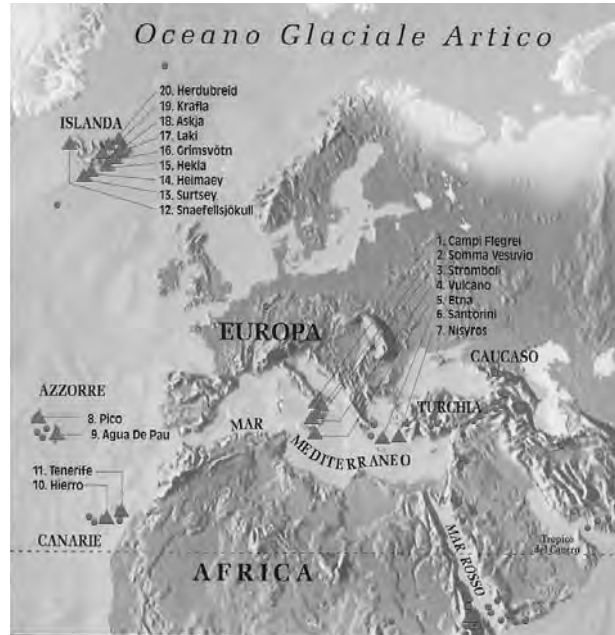 Oceano Glaciale Artico
20. Herdubreid
19. Krafla
ISLANDA
18. Askja
17. Laki
16. Grimsvötn
15. Hekla
14. Heimaey
13. Surtsey
12. Snaefellsjökull
1. Campi Flegrei
2. Somma Vesuvio
3. Stromboli
4. Vulcano
5. Etna
6. Santorini
7. Nisyros
EUROPA
CAUCASO
AZZORRE
TURCHIA
8. Pico
MAR
9. Agua De Pau
MEDITERRANEO
11. Tenerife
10. Hierro
CANARIE
MAR ROSSO
Tropico
del Cancro
AFRICA